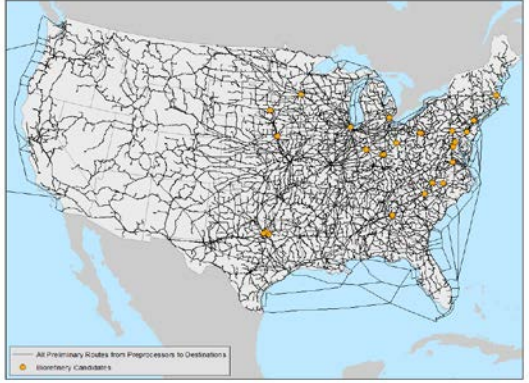 All Preliminary Routes from Preprocessors to Destinations
Biorefinery Candidates